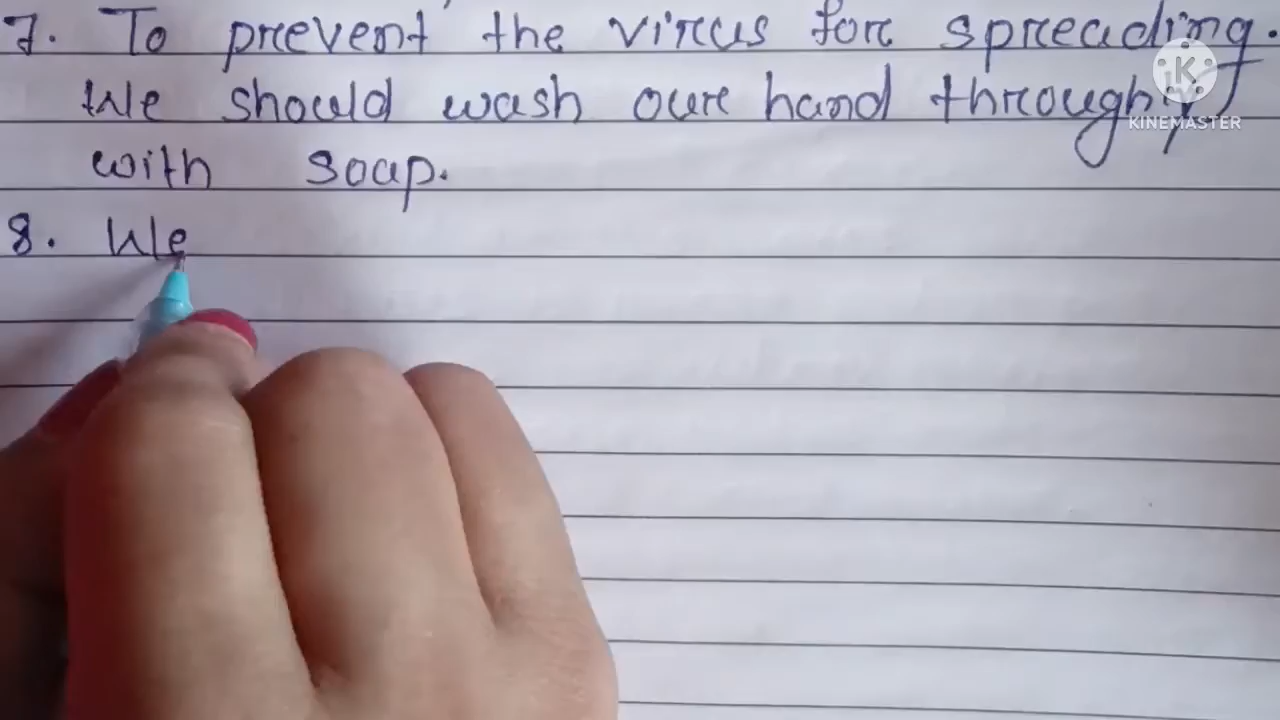 7. To prevent the virus for spreading.
We should wash our hand throughly
with soap.
8. We
KINEMASTER